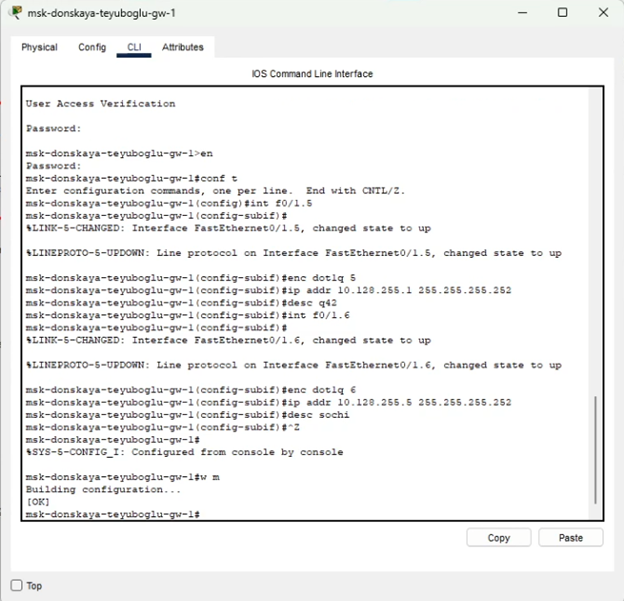 msk-donskaya-teyuboglu-gw-1
Physical Config CLI Attributes
IOS Command Line Interface
User Access Verification
Password:
msk-donskaya-teyuboglu-gw-1>en
Password:
msk-donskaya-teyuboglu-gw-1#conf t
Enter configuration commands, one per line. End with CNTL/Z.
msk-donskaya-teyuboglu-gw-1(config)#int f0/1.5
msk-donskaya-teyuboglu-gw-1(config-subif)#
%LINK-5-CHANGED: Interface FastEthernet0/1.5, changed state to up
%LINEPROTO-5-UPDOWN: Line protocol on Interface FastEthernet0/1.5, changed state to up
msk-donskaya-teyuboglu-gw-1(config-subif)#enc dot1q 5
msk-donskaya-teyuboglu-gw-1(config-subif)#ip addr 10.128.255.1 255.255.255.252
msk-donskaya-teyuboglu-gw-1(config-subif)#desc q42
msk-donskaya-teyuboglu-gw-1(config-subif)#int f0/1.6
msk-donskaya-teyuboglu-gw-1(config-subif)#
%LINK-5-CHANGED: Interface FastEthernet0/1.6, changed state to up
%LINEPROTO-5-UPDOWN: Line protocol on Interface FastEthernet0/1.6, changed state to up
msk-donskaya-teyuboglu-gw-1(config-subif)#enc dot1q 6
msk-donskaya-teyuboglu-gw-1(config-subif)#ip addr 10.128.255.5 255.255.255.252
msk-donskaya-teyuboglu-gw-1(config-subif)#desc sochi
msk-donskaya-teyuboglu-gw-1(config-subif)#^Z
msk-donskaya-teyuboglu-gw-1#
%SYS-5-CONFIG_I: Configured from console by console
msk-donskaya-teyuboglu-gw-1#w m
Building configuration...
[OK]
msk-donskaya-teyuboglu-gw-1#
Copy Paste
Top